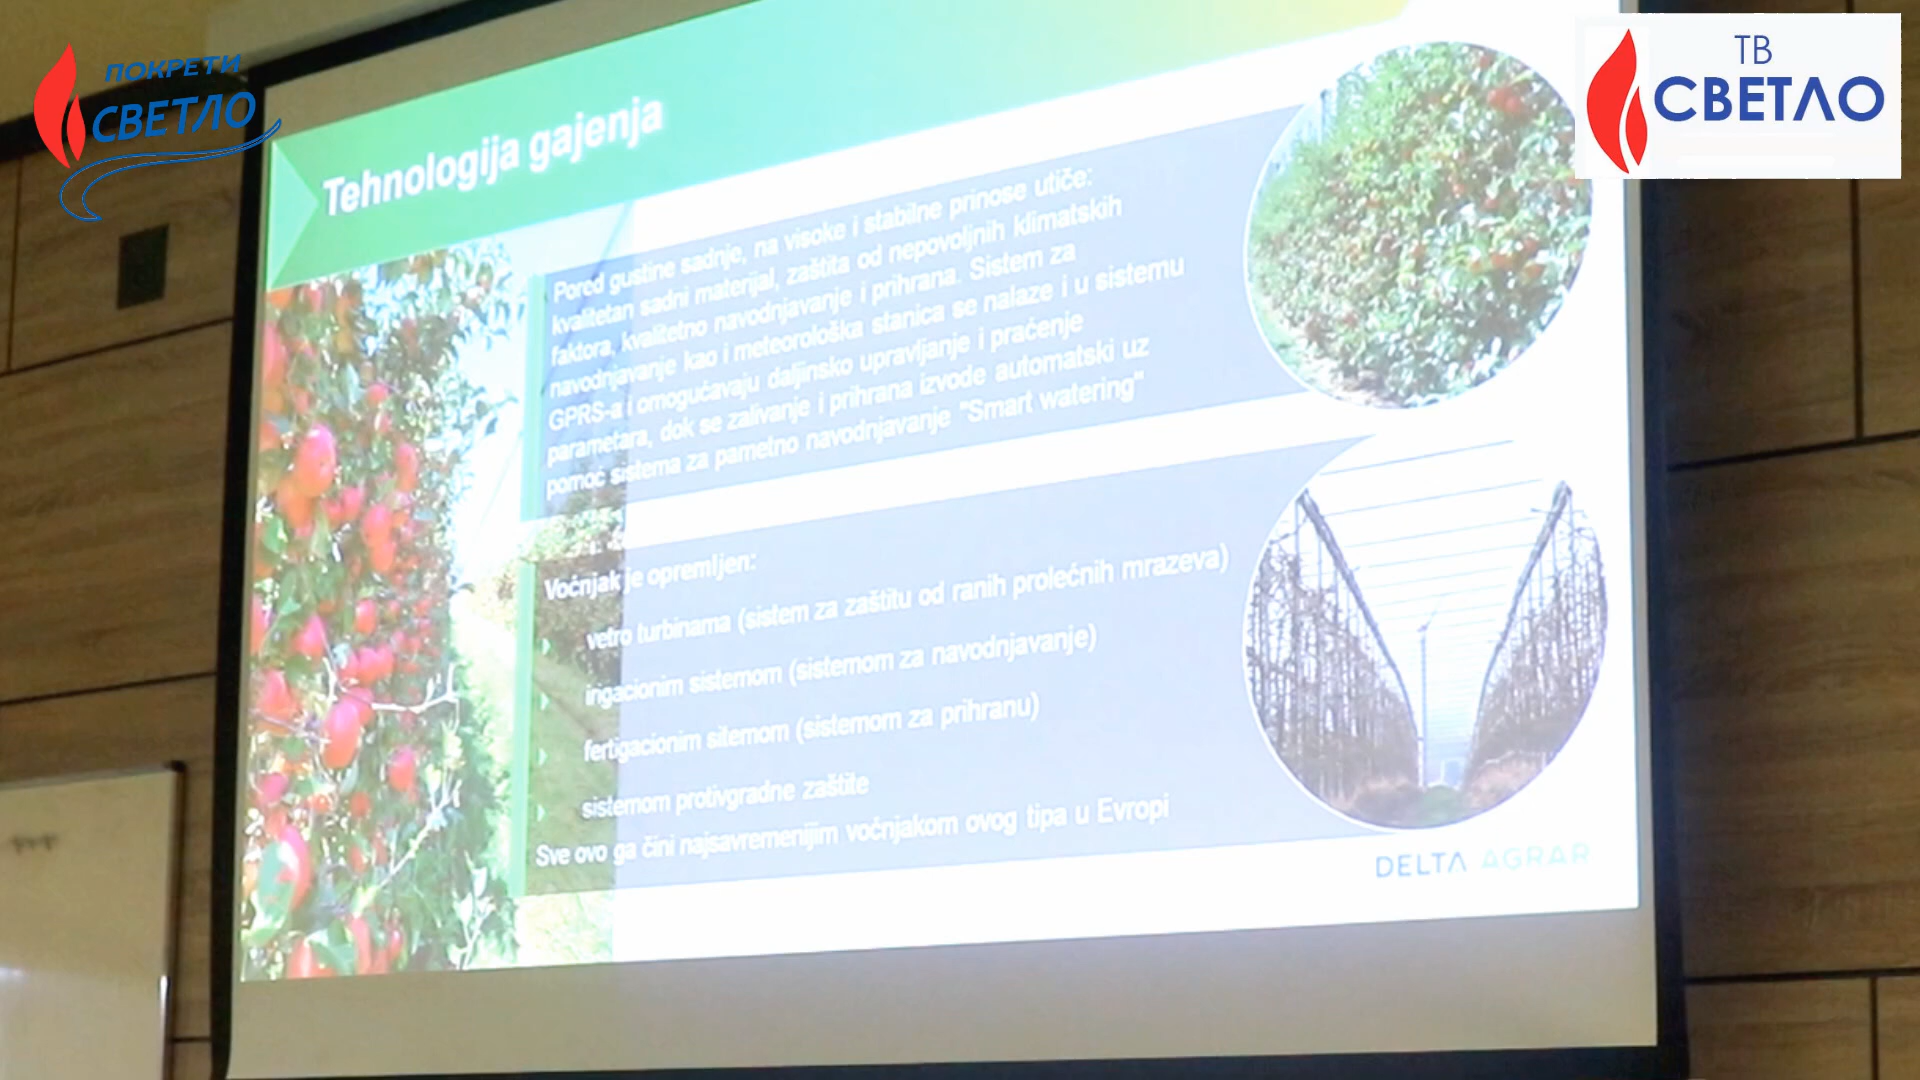 ПОКРЕТИ
СВЕТЛО
ТВ
СВЕТЛО
Tehnologija gajenja
Pored gustine sadnje, na visoke i stabilne prinose utiče:
kvalitetan sadni materijal, zaštita od nepovoljnih klimatskih
faktora, kvalitetno navodnjavanje i prihrana. Sistem za
navodnjavanje kao i meteorološka stanica se nalaze i u sistemu
GPRS-a i omogućavaju daljinsko upravljanje i praćenje
parametara, dok se zalivanje i prihrana izvode automatski uz
pomoć sistema za pametno navodnjavanje "Smart watering"
Voćnjak je opremljen:
vetro turbinama (sistem za zaštitu od ranih prolećnih mrazeva)
irigacionim sistemom (sistemom za navodnjavanje)
fertigacionim sitemom (sistemom za prihranu)
sistemom protivgradne zaštite
Sve ovo ga čini najsavremenijim voćnjakom ovog tipa u Evropi
DELTA AGRAR